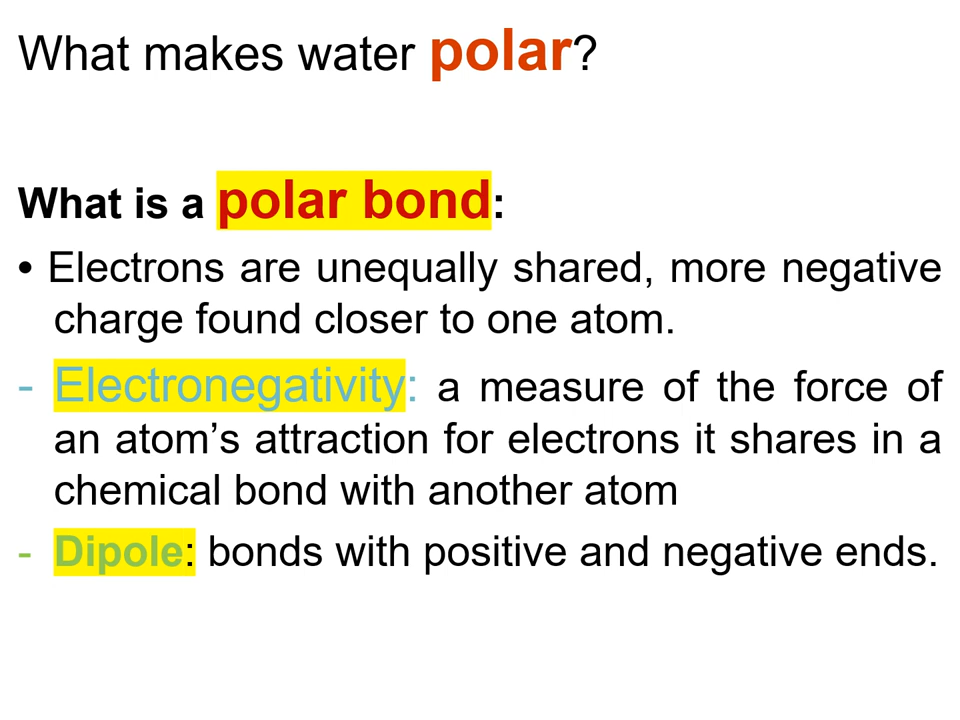 What makes water polar?
What is a polar bond:
• Electrons are unequally shared, more negative
charge found closer to one atom.
- Electronegativity: a measure of the force of
an atom’s attraction for electrons it shares in a
chemical bond with another atom
- Dipole: bonds with positive and negative ends.